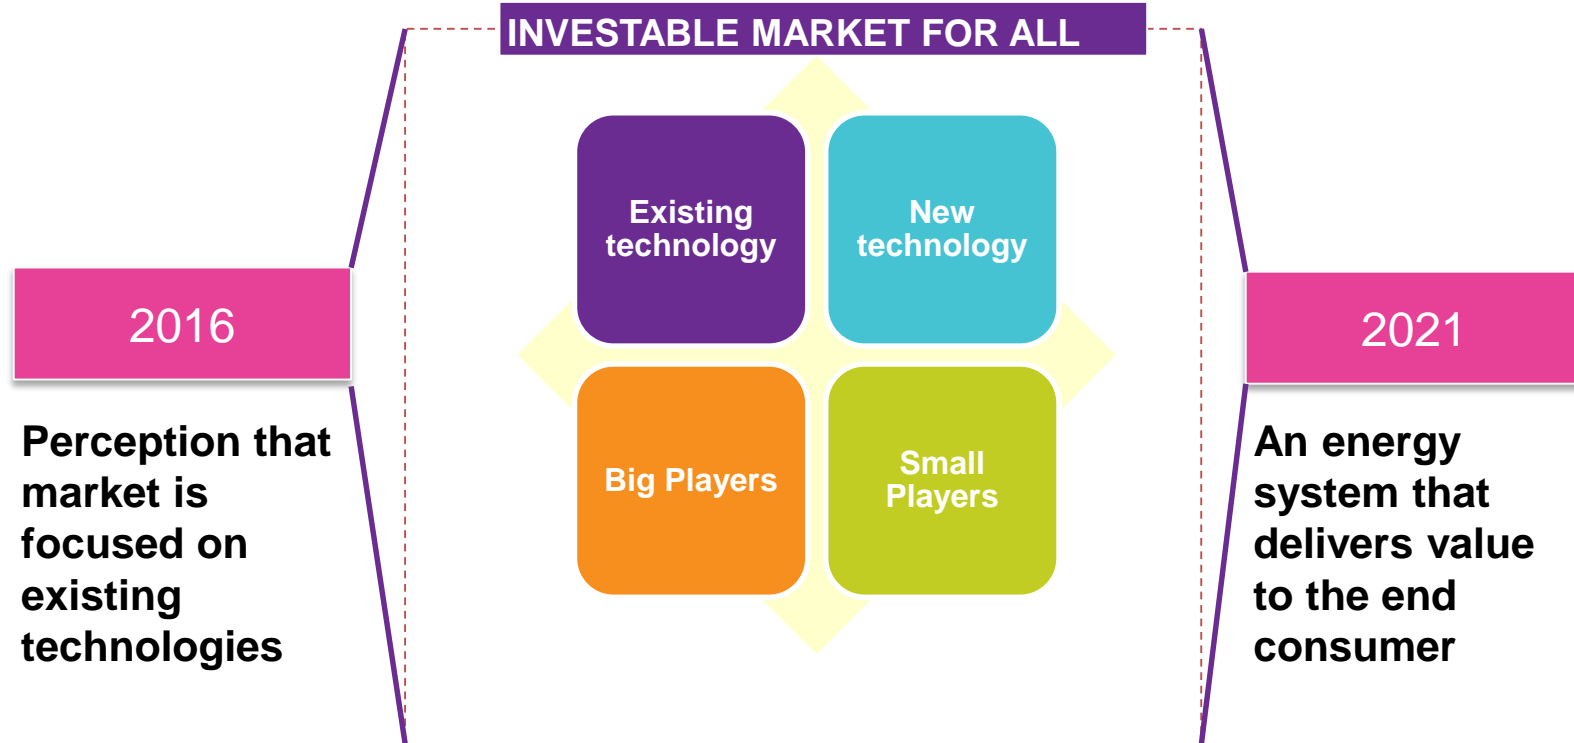 INVESTABLE MARKET FOR ALL
Existing
technology
New
technology
2016
2021
Big Players
Small
Players
Perception that
market is
focused on
existing
technologies
An energy
system that
delivers value
to the end
consumer